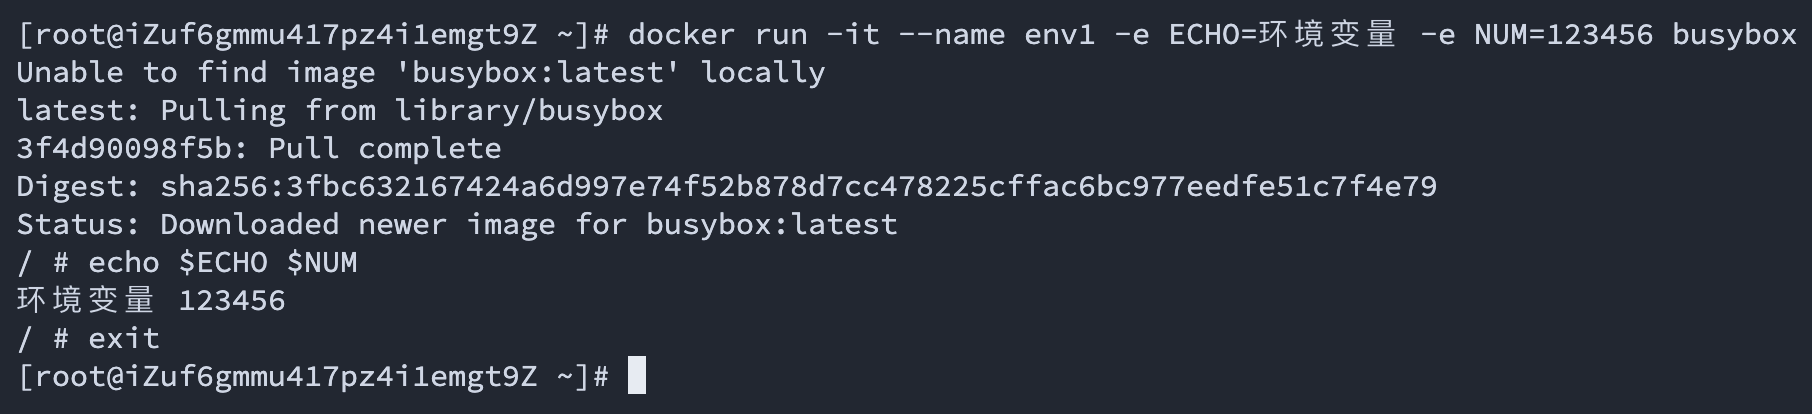 [root@iZuf6gmmu417pz4i1emgt9Z ~]# docker run -it --name env1 -e ECHO=环境变量 -e NUM=123456 busybox
Unable to find image 'busybox:latest' locally
latest: Pulling from library/busybox
3f4d90098f5b: Pull complete
Digest: sha256:3fbc632167424a6d997e74f52b878d7cc478225cffac6bc977eedfe51c7f4e79
Status: Downloaded newer image for busybox:latest
/ # echo $ECHO $NUM
环境变量 123456
/ # exit
[root@iZuf6gmmu417pz4i1emgt9Z ~]#